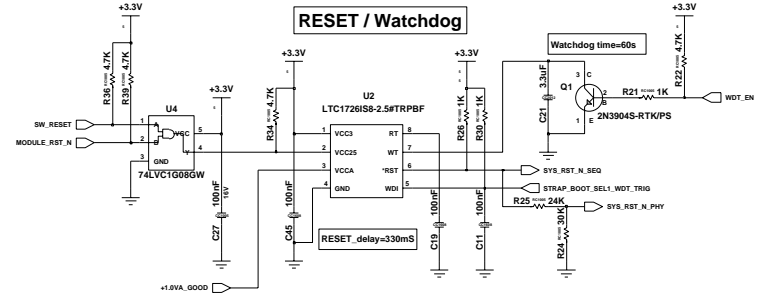 RESET / Watchdog
+3.3V
+3.3V
+3.3V
+3.3V
+3.3V
Watchdog time=60s
R36 4.7K
R39 4.7K
R34 4.7K
R26 1K
R30 1K
R22 4.7K
3.3uF
C21
Q1
3 C
2
B
1 E
R21 1K
WDT_EN
2N3904S-RTK/PS
U4
SW_RESET
MODULE_RST_N
1 A
2 B
3 GND
VCC 5
Y 4
74LVC1G08GW
U2
LTC1726IS8-2.5#TRPBF
1 VCC3
2 VCC25
3 VCCA
4 GND
RT 8
WT 7
*RST 6
WDI 5
SYS_RST_N_SEQ
STRAP_BOOT_SEL1_WDT_TRIG
R25 24K
SYS_RST_N_PHY
R24 30K
100nF
16V
C27
100nF
C45
RESET_delay=330mS
100nF
C19
100nF
C11
+1.0VA_GOOD